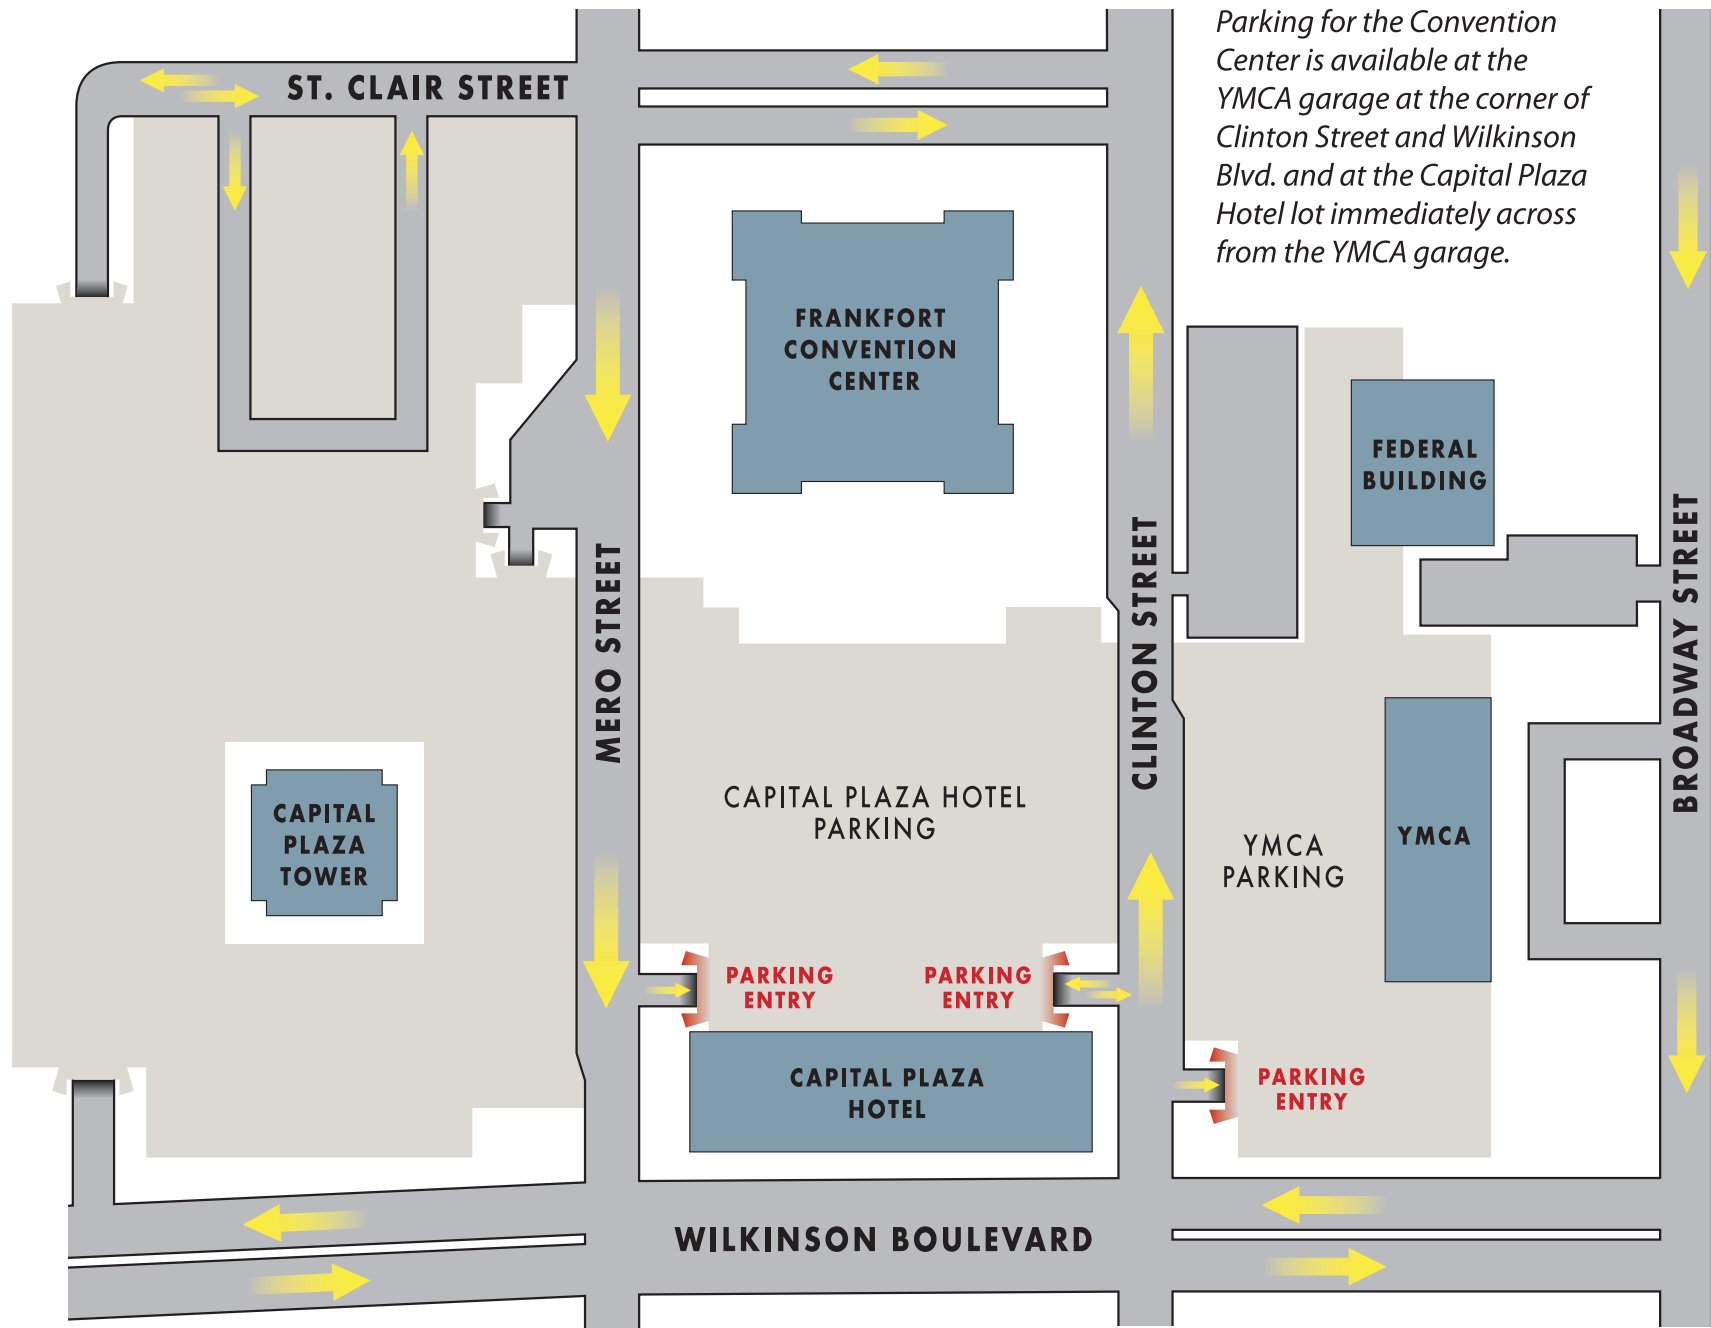 Parking for the Convention
Center is available at the
YMCA garage at the corner of
Clinton Street and Wilkinson
Blvd. and at the Capital Plaza
Hotel lot immediately across
from the YMCA garage.
ST. CLAIR STREET
FRANKFORT
CONVENTION
CENTER
FEDERAL
BUILDING
MERO STREET
CLINTON STREET
BROADWAY STREET
CAPITAL PLAZA HOTEL
PARKING
CAPITAL
PLAZA
TOWER
YMCA
PARKING
YMCA
PARKING
ENTRY
PARKING
ENTRY
CAPITAL PLAZA
HOTEL
PARKING
ENTRY
WILKINSON BOULEVARD